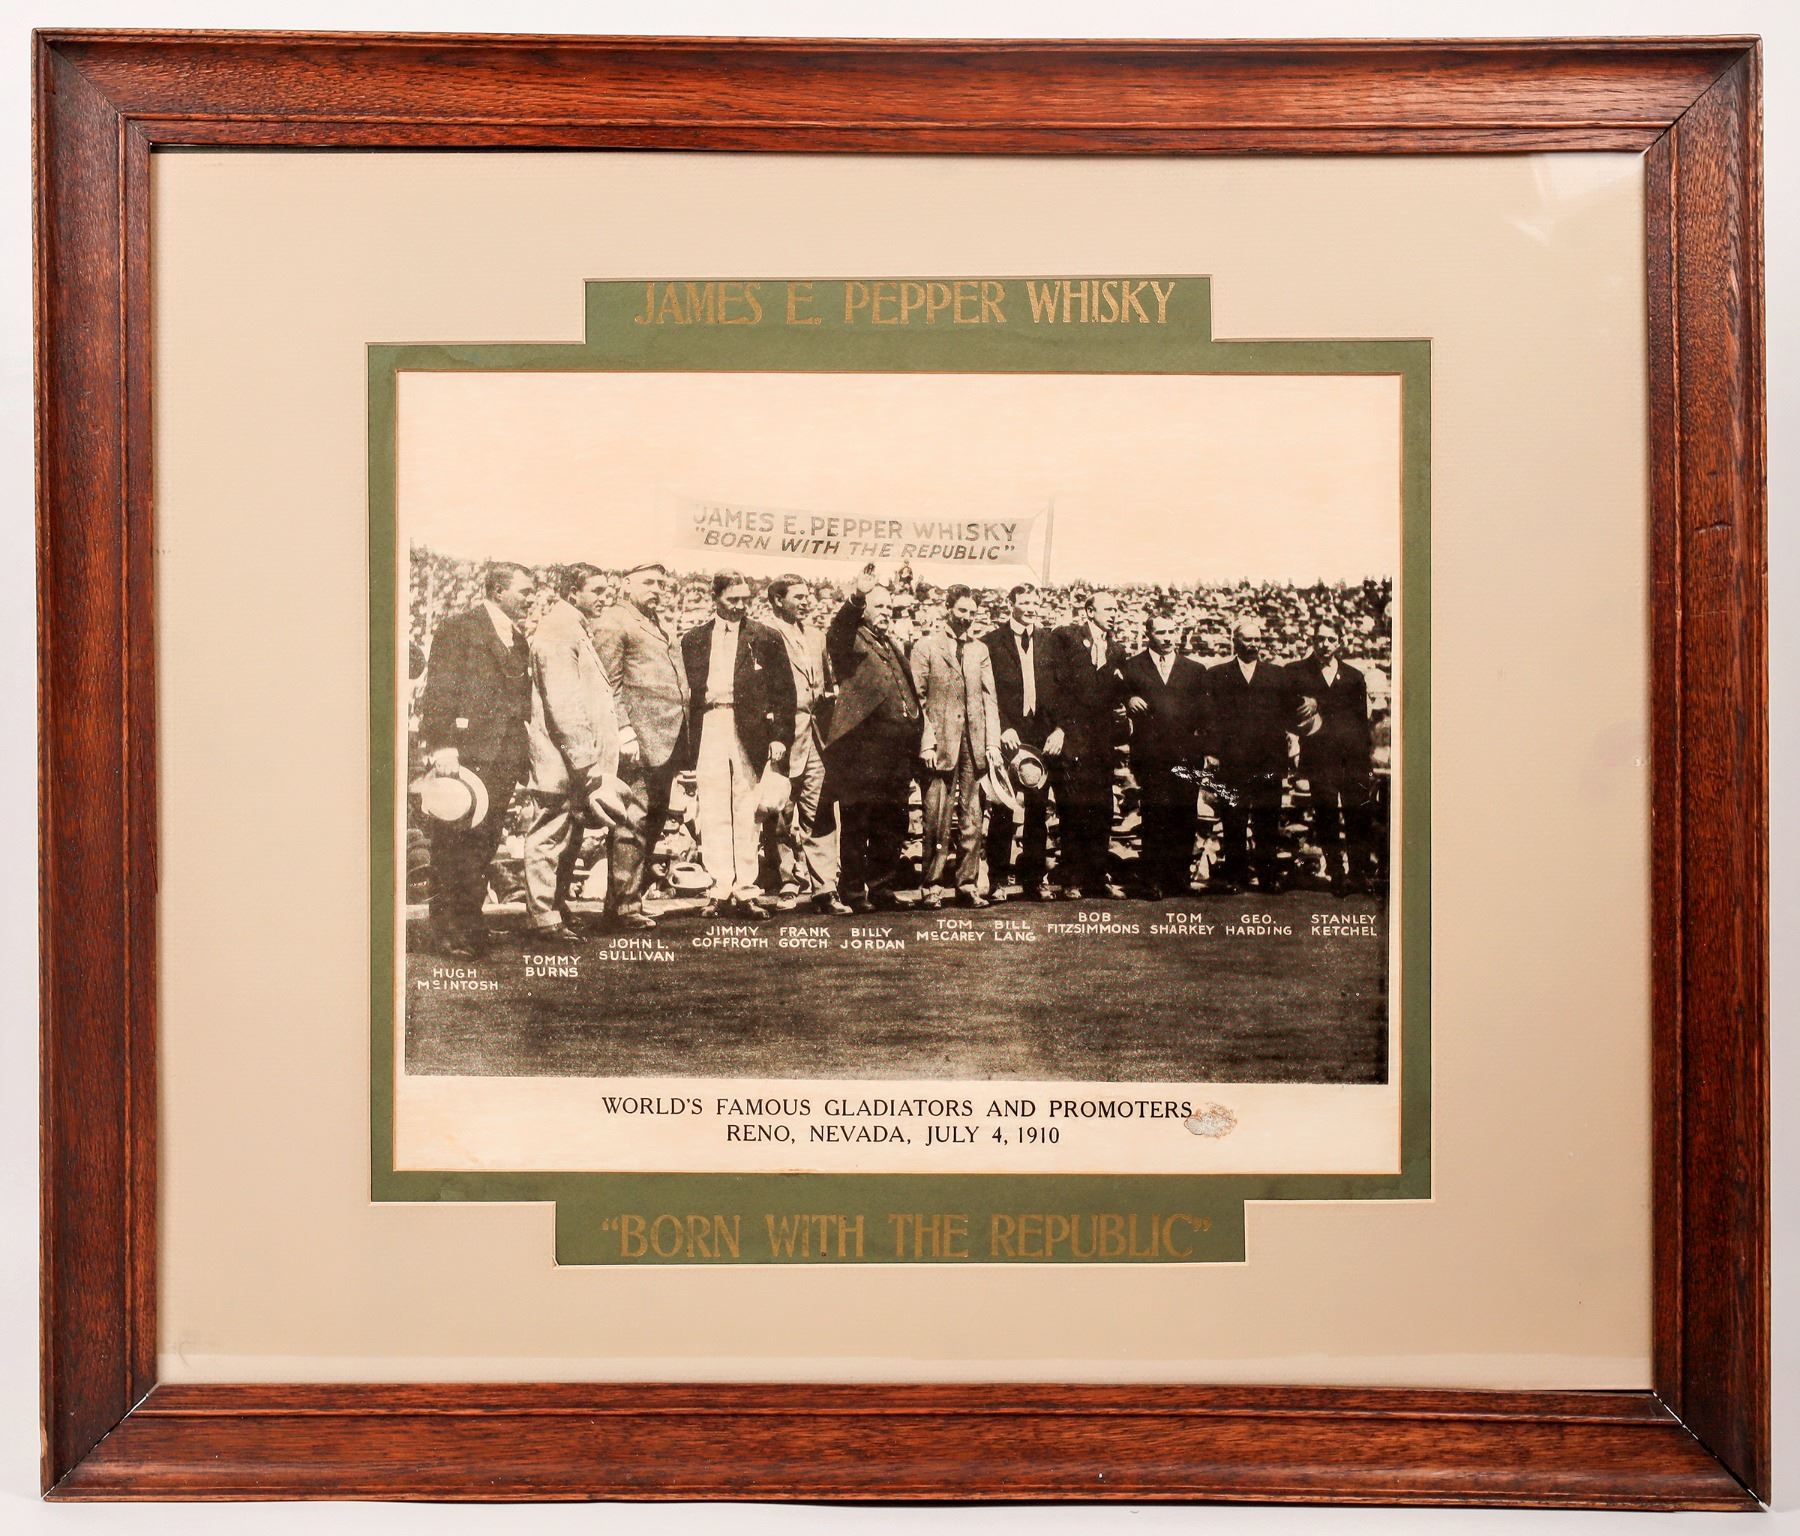 JAMES E. PEPPER WHISKY
JAMES E. PEPPER WHISKY
"BORN WITH THE REPUBLIC"
HUGH
McINTOSH
TOMMY
BURNS
JOHN L.
SULLIVAN
JIMMY
COFFROTH
FRANK
GOTCH
BILLY
JORDAN
TOM
McCAREY
BILL
LANG
BOB
FITZSIMMONS
TOM
SHARKEY
GEO.
HARDING
STANLEY
KETCHEL
WORLD'S FAMOUS GLADIATORS AND PROMOTERS
RENO, NEVADA, JULY 4, 1910
"BORN WITH THE REPUBLIC"